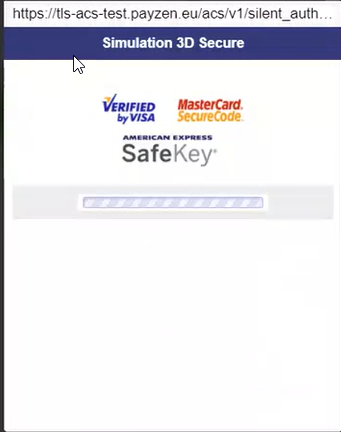 https://tls-acs-test.payzen.eu/acs/v1/silent_auth...
Simulation 3D Secure
VERIFIED
by VISA
MasterCard.
SecureCode.
AMERICAN EXPRESS
SafeKey®